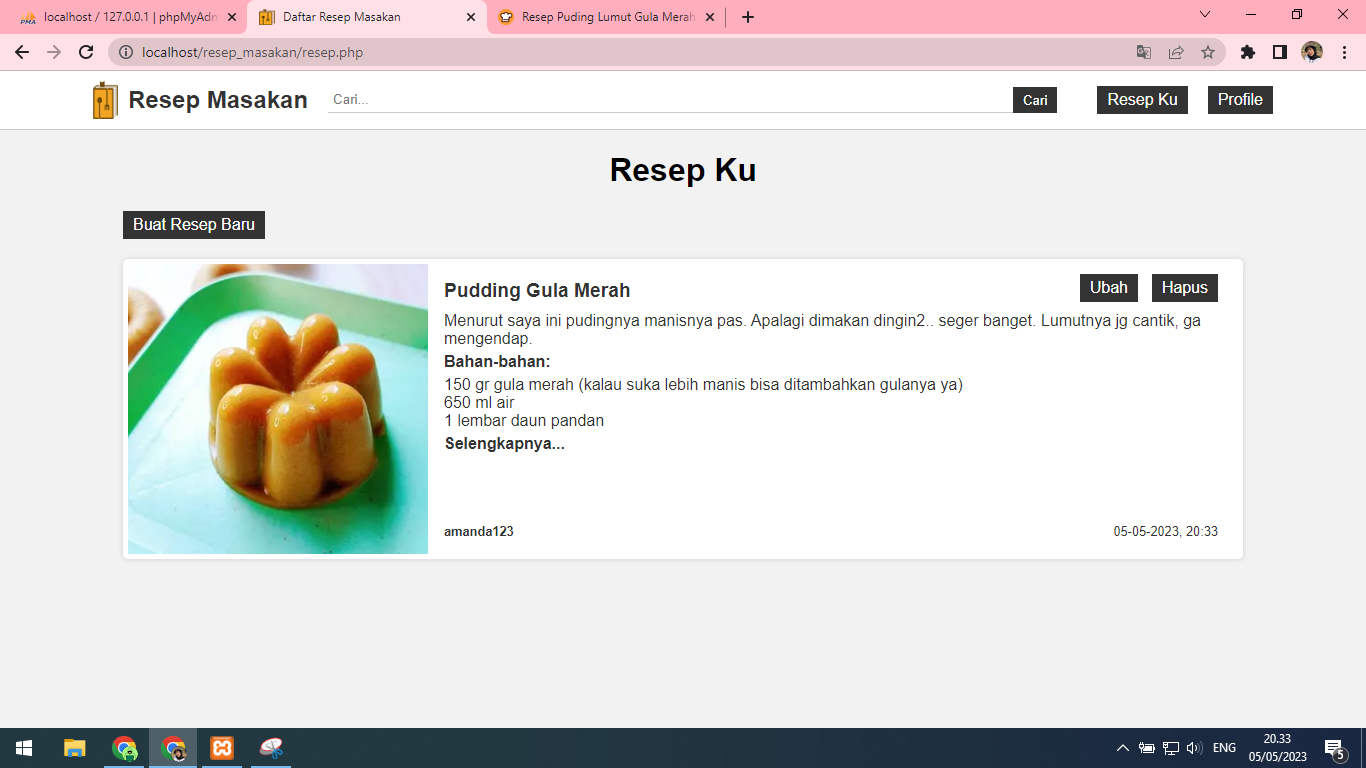 localhost / 127.0.0.1 | phpMyAdm
Daftar Resep Masakan
Resep Puding Lumut Gula Merah
localhost/resep_masakan/resep.php
Resep Masakan
Cari...
Cari
Resep Ku
Profile
Resep Ku
Buat Resep Baru
Pudding Gula Merah
Ubah
Hapus
Menurut saya ini pudingnya manisnya pas. Apalagi dimakan dingin2.. seger banget. Lumutnya jg cantik, ga
mengendap.
Bahan-bahan:
150 gr gula merah (kalau suka lebih manis bisa ditambahkan gulanya ya)
650 ml air
1 lembar daun pandan
Selengkapnya...
amanda123
05-05-2023, 20:33
ENG
20.33
05/05/2023
5